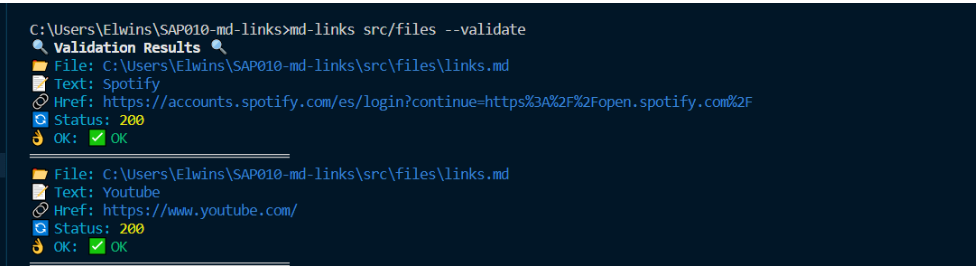 C:\Users\Elwins\SAP010-md-links>md-links src/files --validate
🔍 Validation Results 🔍
📂 File: C:\Users\Elwins\SAP010-md-links\src\files\links.md
📝 Text: Spotify
🔗 Href: https://accounts.spotify.com/es/login?continue=https%3A%2F%2Fopen.spotify.com%2F
🔄 Status: 200
👌 OK: ✅ OK
📂 File: C:\Users\Elwins\SAP010-md-links\src\files\links.md
📝 Text: Youtube
🔗 Href: https://www.youtube.com/
🔄 Status: 200
👌 OK: ✅ OK